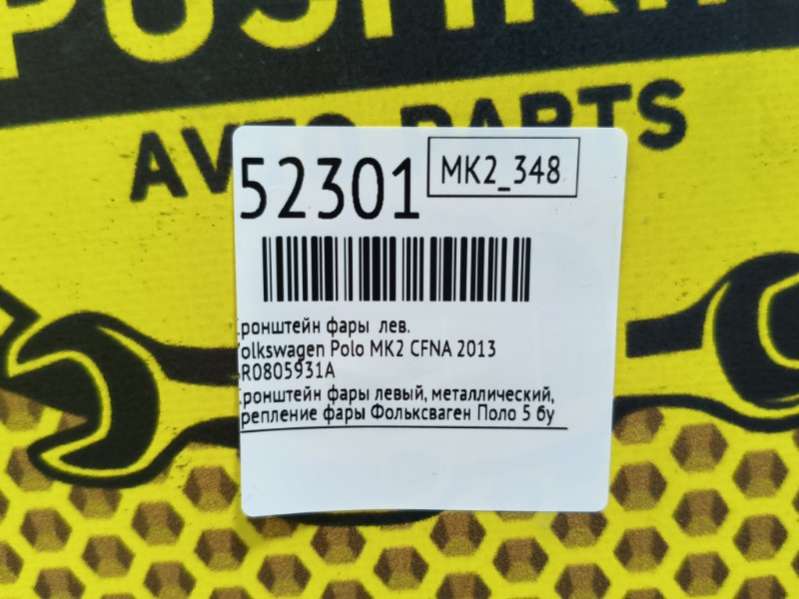 AVTO PARTS
52301
MK2_348
ронштейн фары лев.
olkswagen Polo MK2 CFNA 2013
R0805931A
ронштейн фары левый, металлический,
репление фары Фольксваген Поло 5 бу